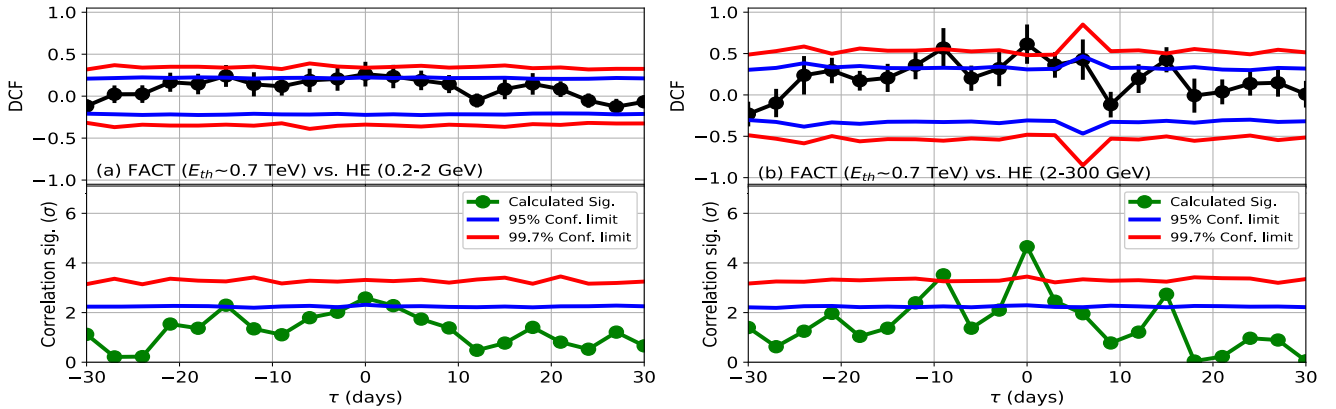 1.0
0.5
0.0
−0.5
−1.0
DCF
(a) FACT (E_th~0.7 TeV) vs. HE (0.2-2 GeV)
6
4
2
0
Correlation sig. (σ)
Calculated Sig.
95% Conf. limit
99.7% Conf. limit
−30 −20 −10 0 10 20 30
τ (days)
1.0
0.5
0.0
−0.5
−1.0
DCF
(b) FACT (E_th~0.7 TeV) vs. HE (2-300 GeV)
6
4
2
0
Correlation sig. (σ)
Calculated Sig.
95% Conf. limit
99.7% Conf. limit
−30 −20 −10 0 10 20 30
τ (days)